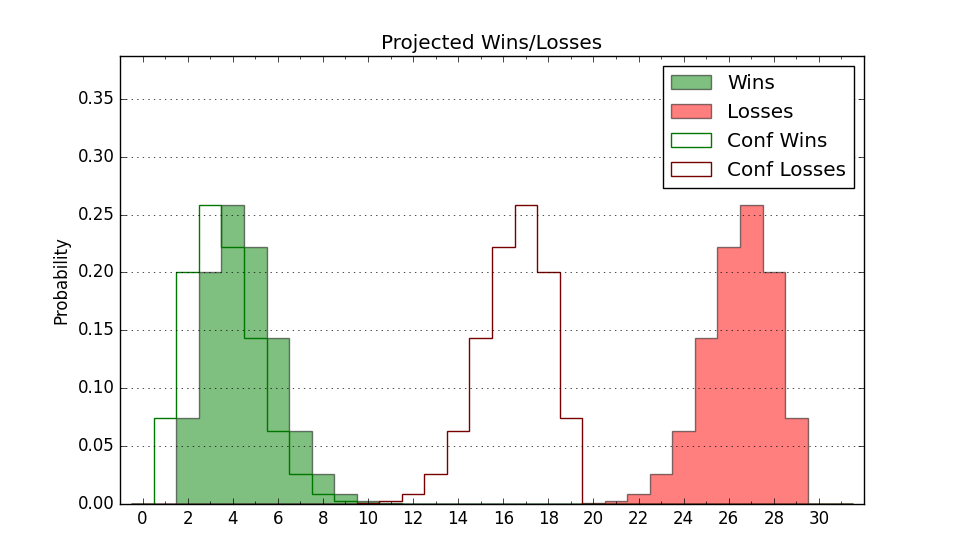 Projected Wins/Losses
Wins
Losses
Conf Wins
Conf Losses
Probability
0.35
0.30
0.25
0.20
0.15
0.10
0.05
0.00
0 2 4 6 8 10 12 14 16 18 20 22 24 26 28 30